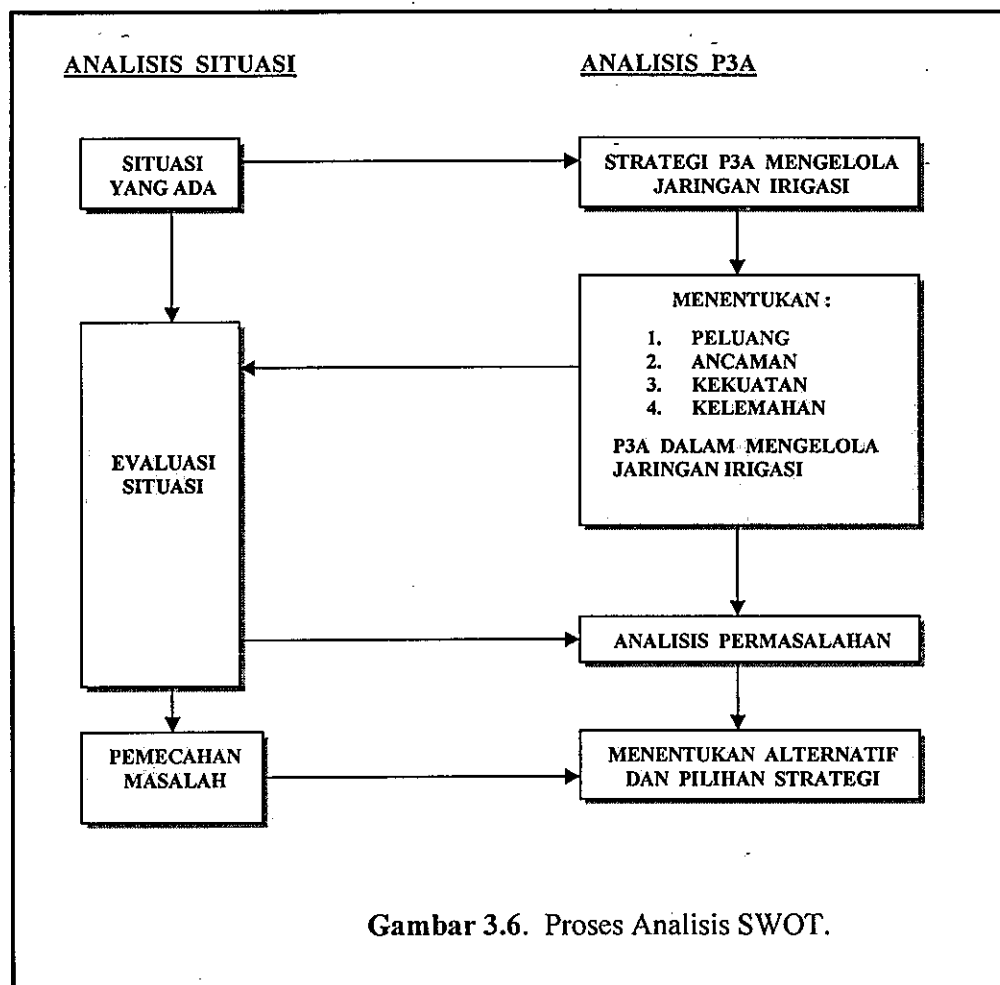 ANALISIS SITUASI
ANALISIS P3A
SITUASI
YANG ADA
STRATEGI P3A MENGELOLA
JARINGAN IRIGASI
MENENTUKAN :
1. PELUANG
2. ANCAMAN
3. KEKUATAN
4. KELEMAHAN
P3A DALAM MENGELOLA
JARINGAN IRIGASI
EVALUASI
SITUASI
ANALISIS PERMASALAHAN
PEMECAHAN
MASALAH
MENENTUKAN ALTERNATIF
DAN PILIHAN STRATEGI
Gambar 3.6. Proses Analisis SWOT.